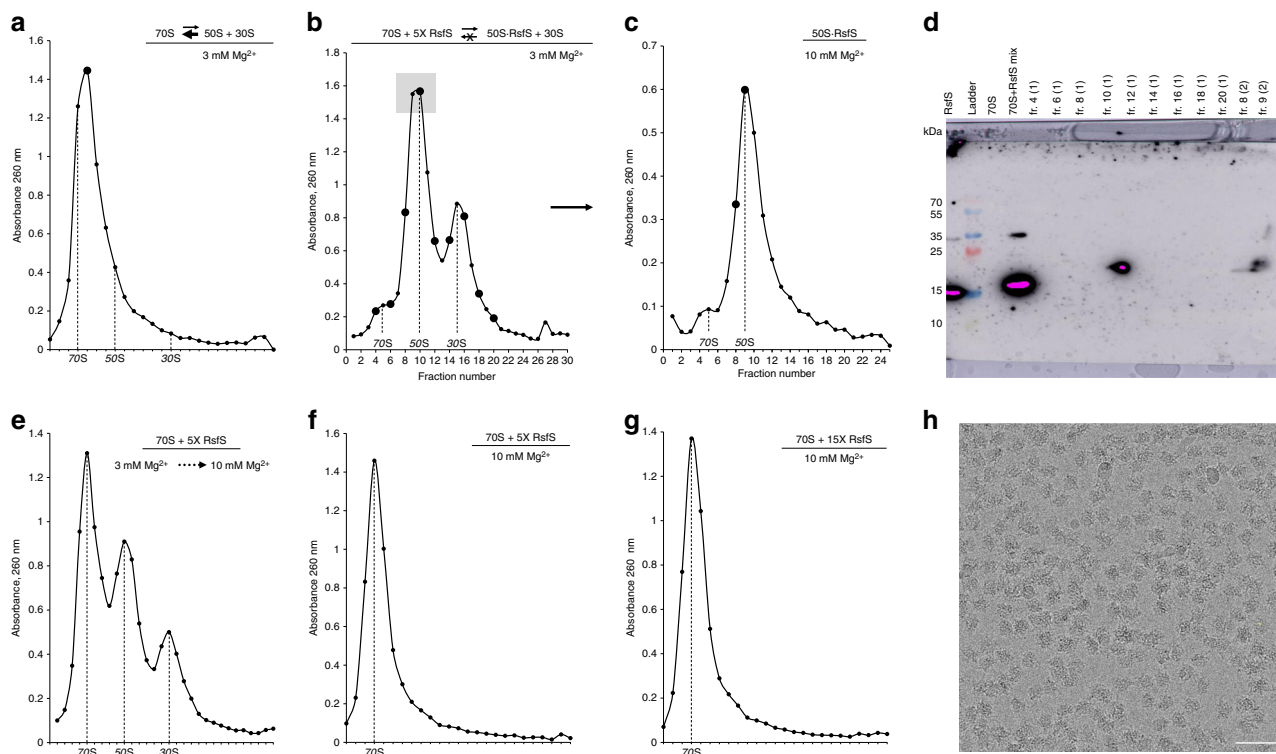 a
70S ⇌ 50S + 30S
3 mM Mg²⁺
1.6
1.4
1.2
1
0.8
0.6
0.4
0.2
0
Absorbance 260 nm
70S 50S 30S
b
70S + 5X RsfS ⇌ 50S·RsfS + 30S
x
3 mM Mg²⁺
1.8
1.6
1.4
1.2
1
0.8
0.6
0.4
0.2
0
Absorbance, 260 nm
70S 50S 30S
0 2 4 6 8 10 12 14 16 18 20 22 24 26 28 30
Fraction number
c
50S·RsfS
10 mM Mg²⁺
0.7
0.6
0.5
0.4
0.3
0.2
0.1
0
Absorbance, 260 nm
70S 50S
0 2 4 6 8 10 12 14 16 18 20 22 24
Fraction number
d
RsfS
Ladder
70S
70S+RsfS mix
fr. 4 (1)
fr. 6 (1)
fr. 8 (1)
fr. 10 (1)
fr. 12 (1)
fr. 14 (1)
fr. 16 (1)
fr. 18 (1)
fr. 20 (1)
fr. 8 (2)
fr. 9 (2)
kDa
70
55
35
25
15
10
e
70S + 5X RsfS
3 mM Mg²⁺ 10 mM Mg²⁺
1.4
1.2
1
0.8
0.6
0.4
0.2
0
Absorbance, 260 nm
70S 50S 30S
f
70S + 5X RsfS
10 mM Mg²⁺
1.6
1.4
1.2
1
0.8
0.6
0.4
0.2
0
Absorbance, 260 nm
70S
g
70S + 15X RsfS
10 mM Mg²⁺
1.4
1.2
1
0.8
0.6
0.4
0.2
0
Absorbance 260 nm
70S
h